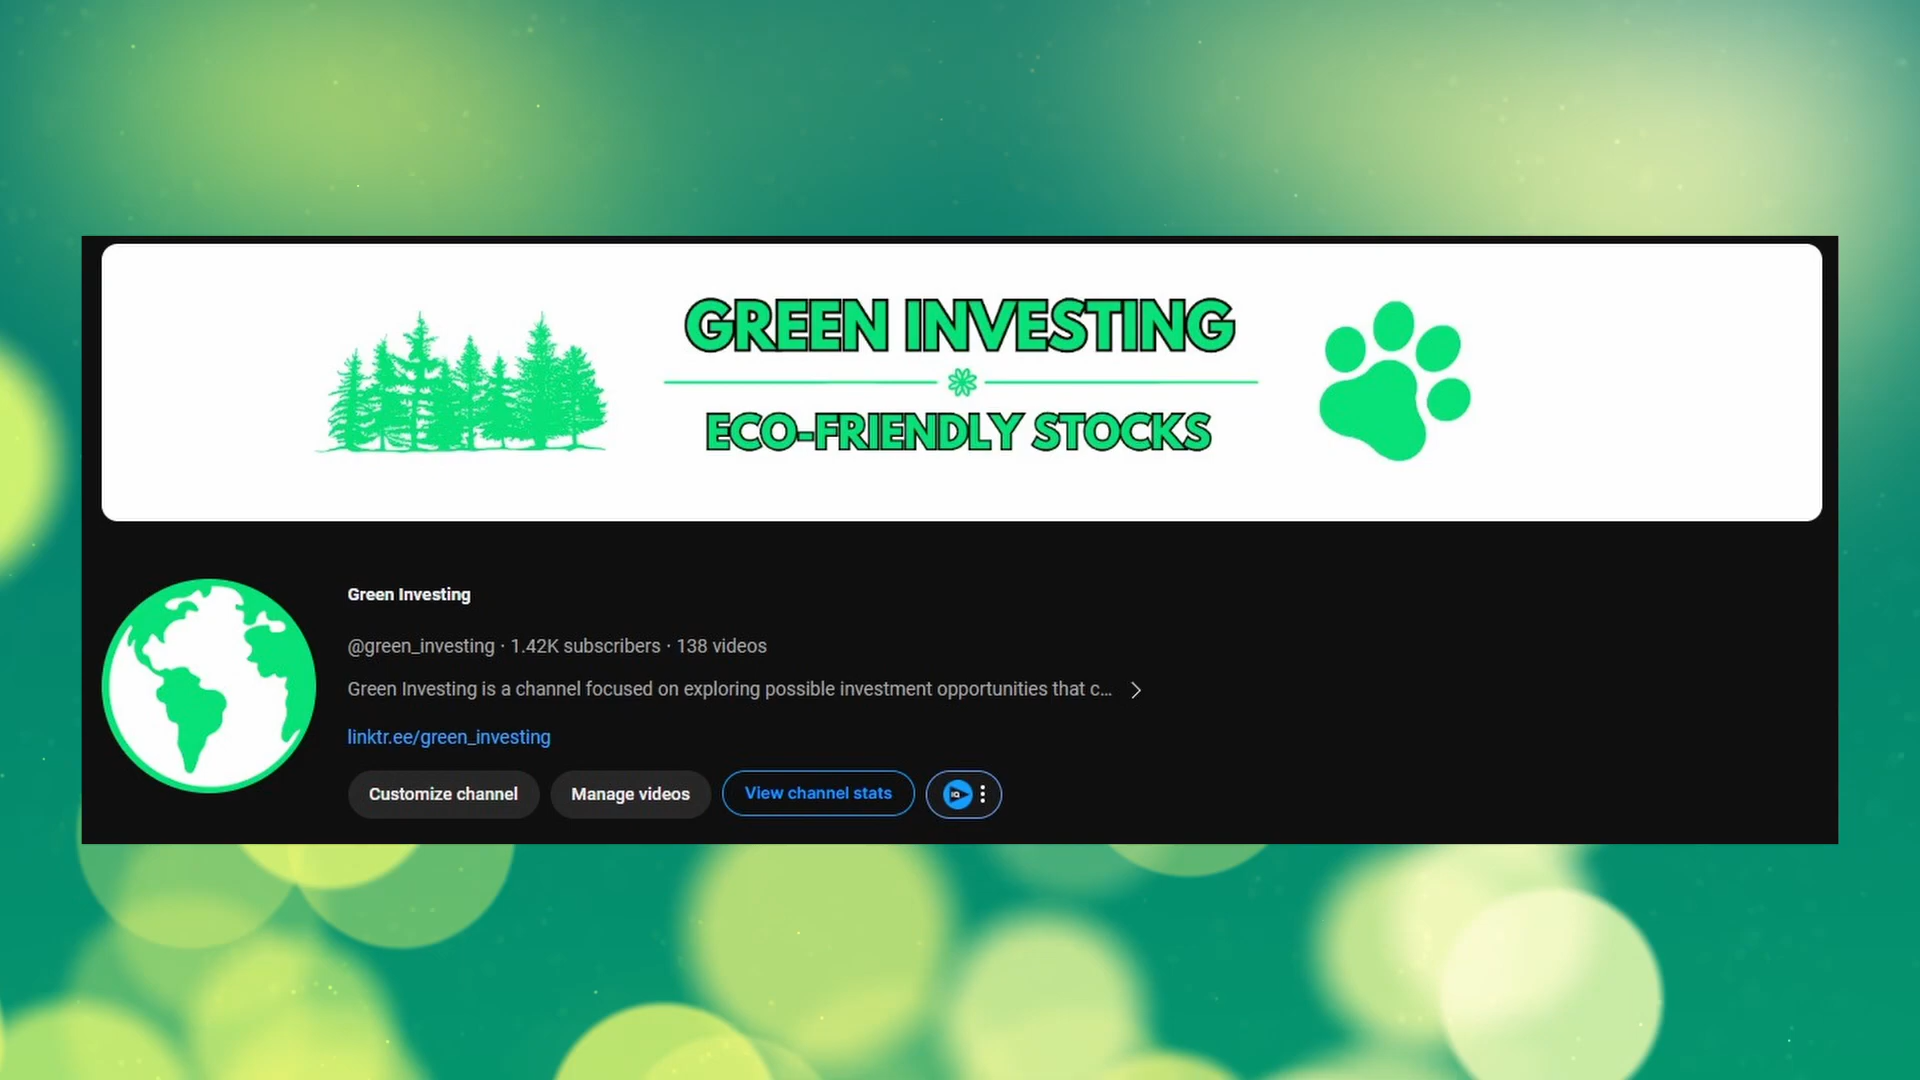 GREEN INVESTING
ECO-FRIENDLY STOCKS
Green Investing
@green_investing · 1.42K subscribers · 138 videos
Green Investing is a channel focused on exploring possible investment opportunities that c...
linktr.ee/green_investing
Customize channel
Manage videos
View channel stats
IQ